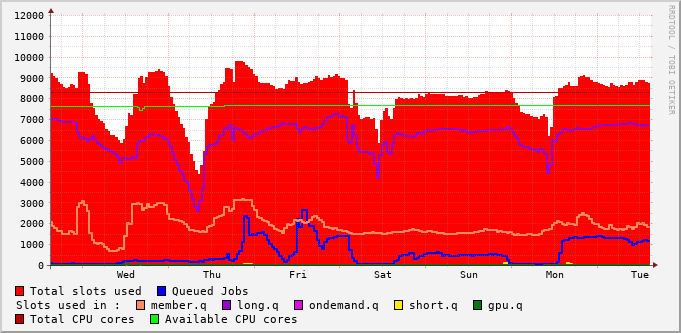 12000
11000
10000
9000
8000
7000
6000
5000
4000
3000
2000
1000
0
Wed Thu Fri Sat Sun Mon Tue
RRDTOOL / TOBI OETIKER
Total slots used Queued Jobs
Slots used in : member.q long.q ondemand.q short.q gpu.q
Total CPU cores Available CPU cores